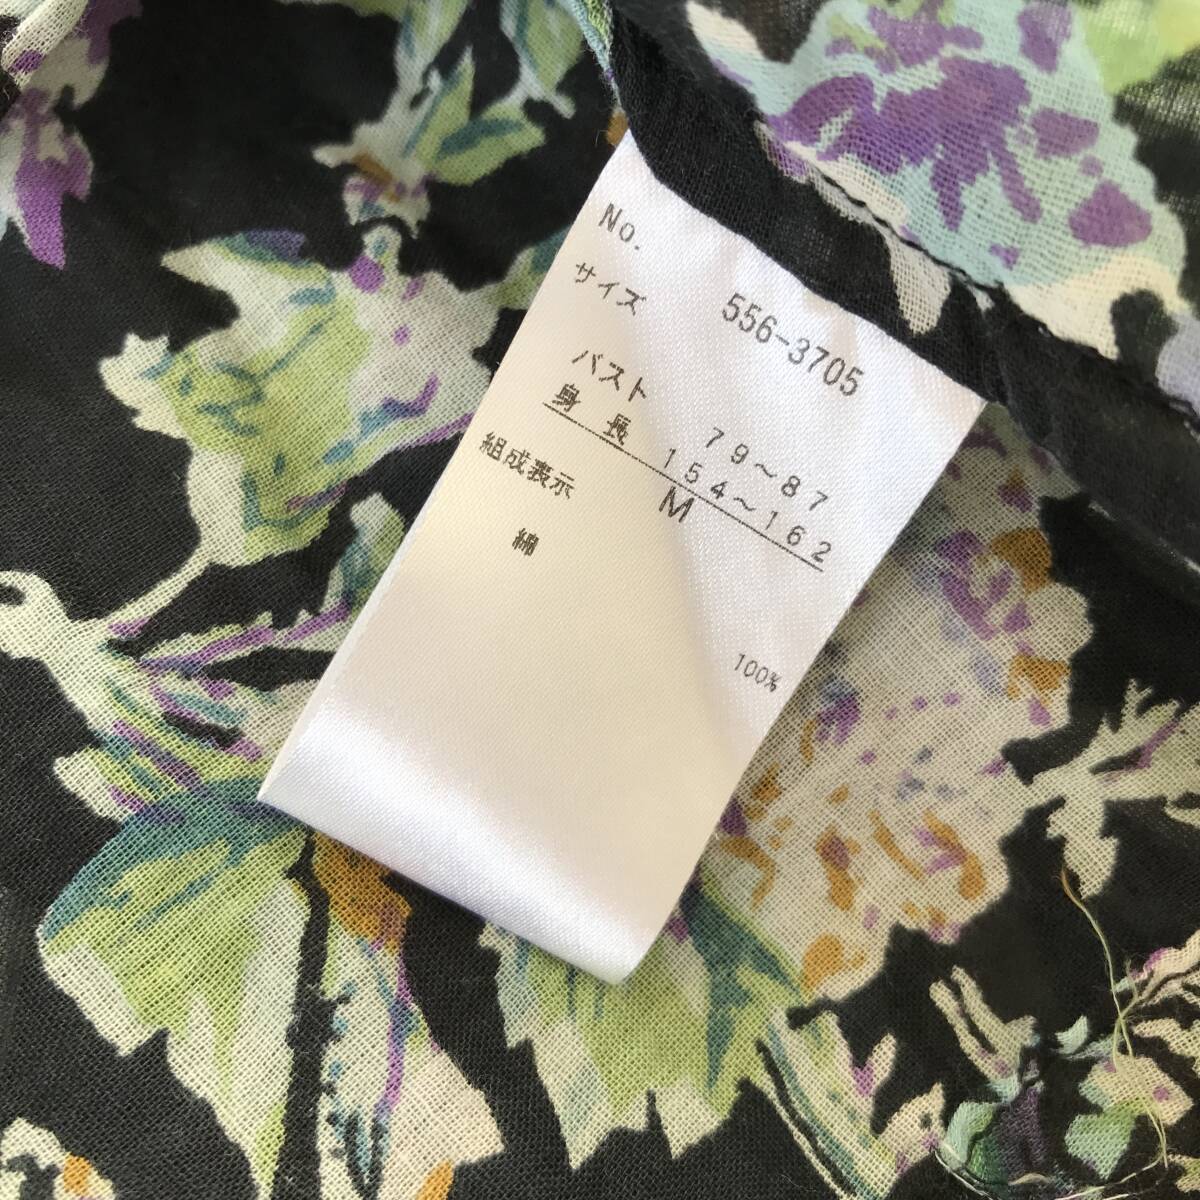 No. 556-3705
サイズ
バスト 79～87
身長 154～162
M
組成表示
綿 100%